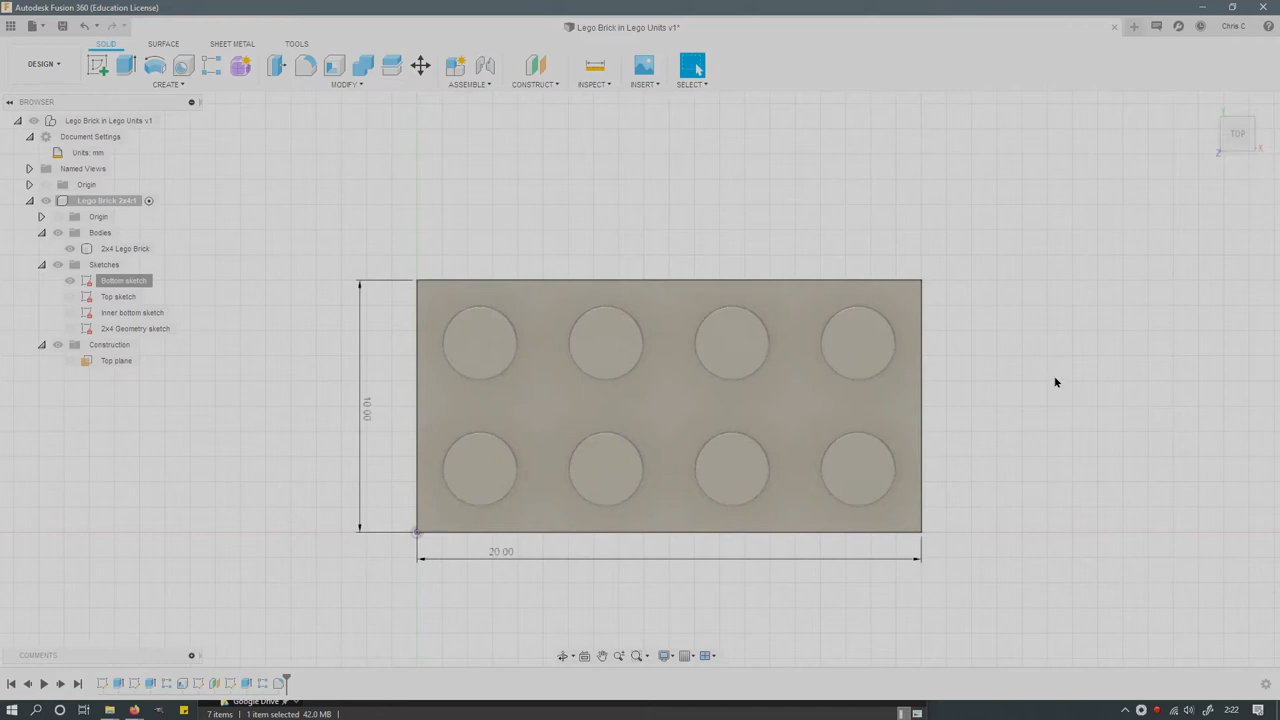 Autodesk Fusion 360 (Education License)
Lego Brick in Lego Units v1*
Chris C
SOLID SURFACE SHEET METAL TOOLS
DESIGN
CREATE MODIFY ASSEMBLE CONSTRUCT INSPECT INSERT SELECT
BROWSER
Lego Brick in Lego Units v1
Document Settings
Units: mm
Named Views
Origin
Lego Brick 2x4:1
Origin
Bodies
2x4 Lego Brick
Sketches
Bottom sketch
Top sketch
Inner bottom sketch
2x4 Geometry sketch
Construction
Top plane
TOP
Y
X
Z
10.00
20.00
COMMENTS
Google Drive
7 items 1 item selected 42.0 MB
2:22